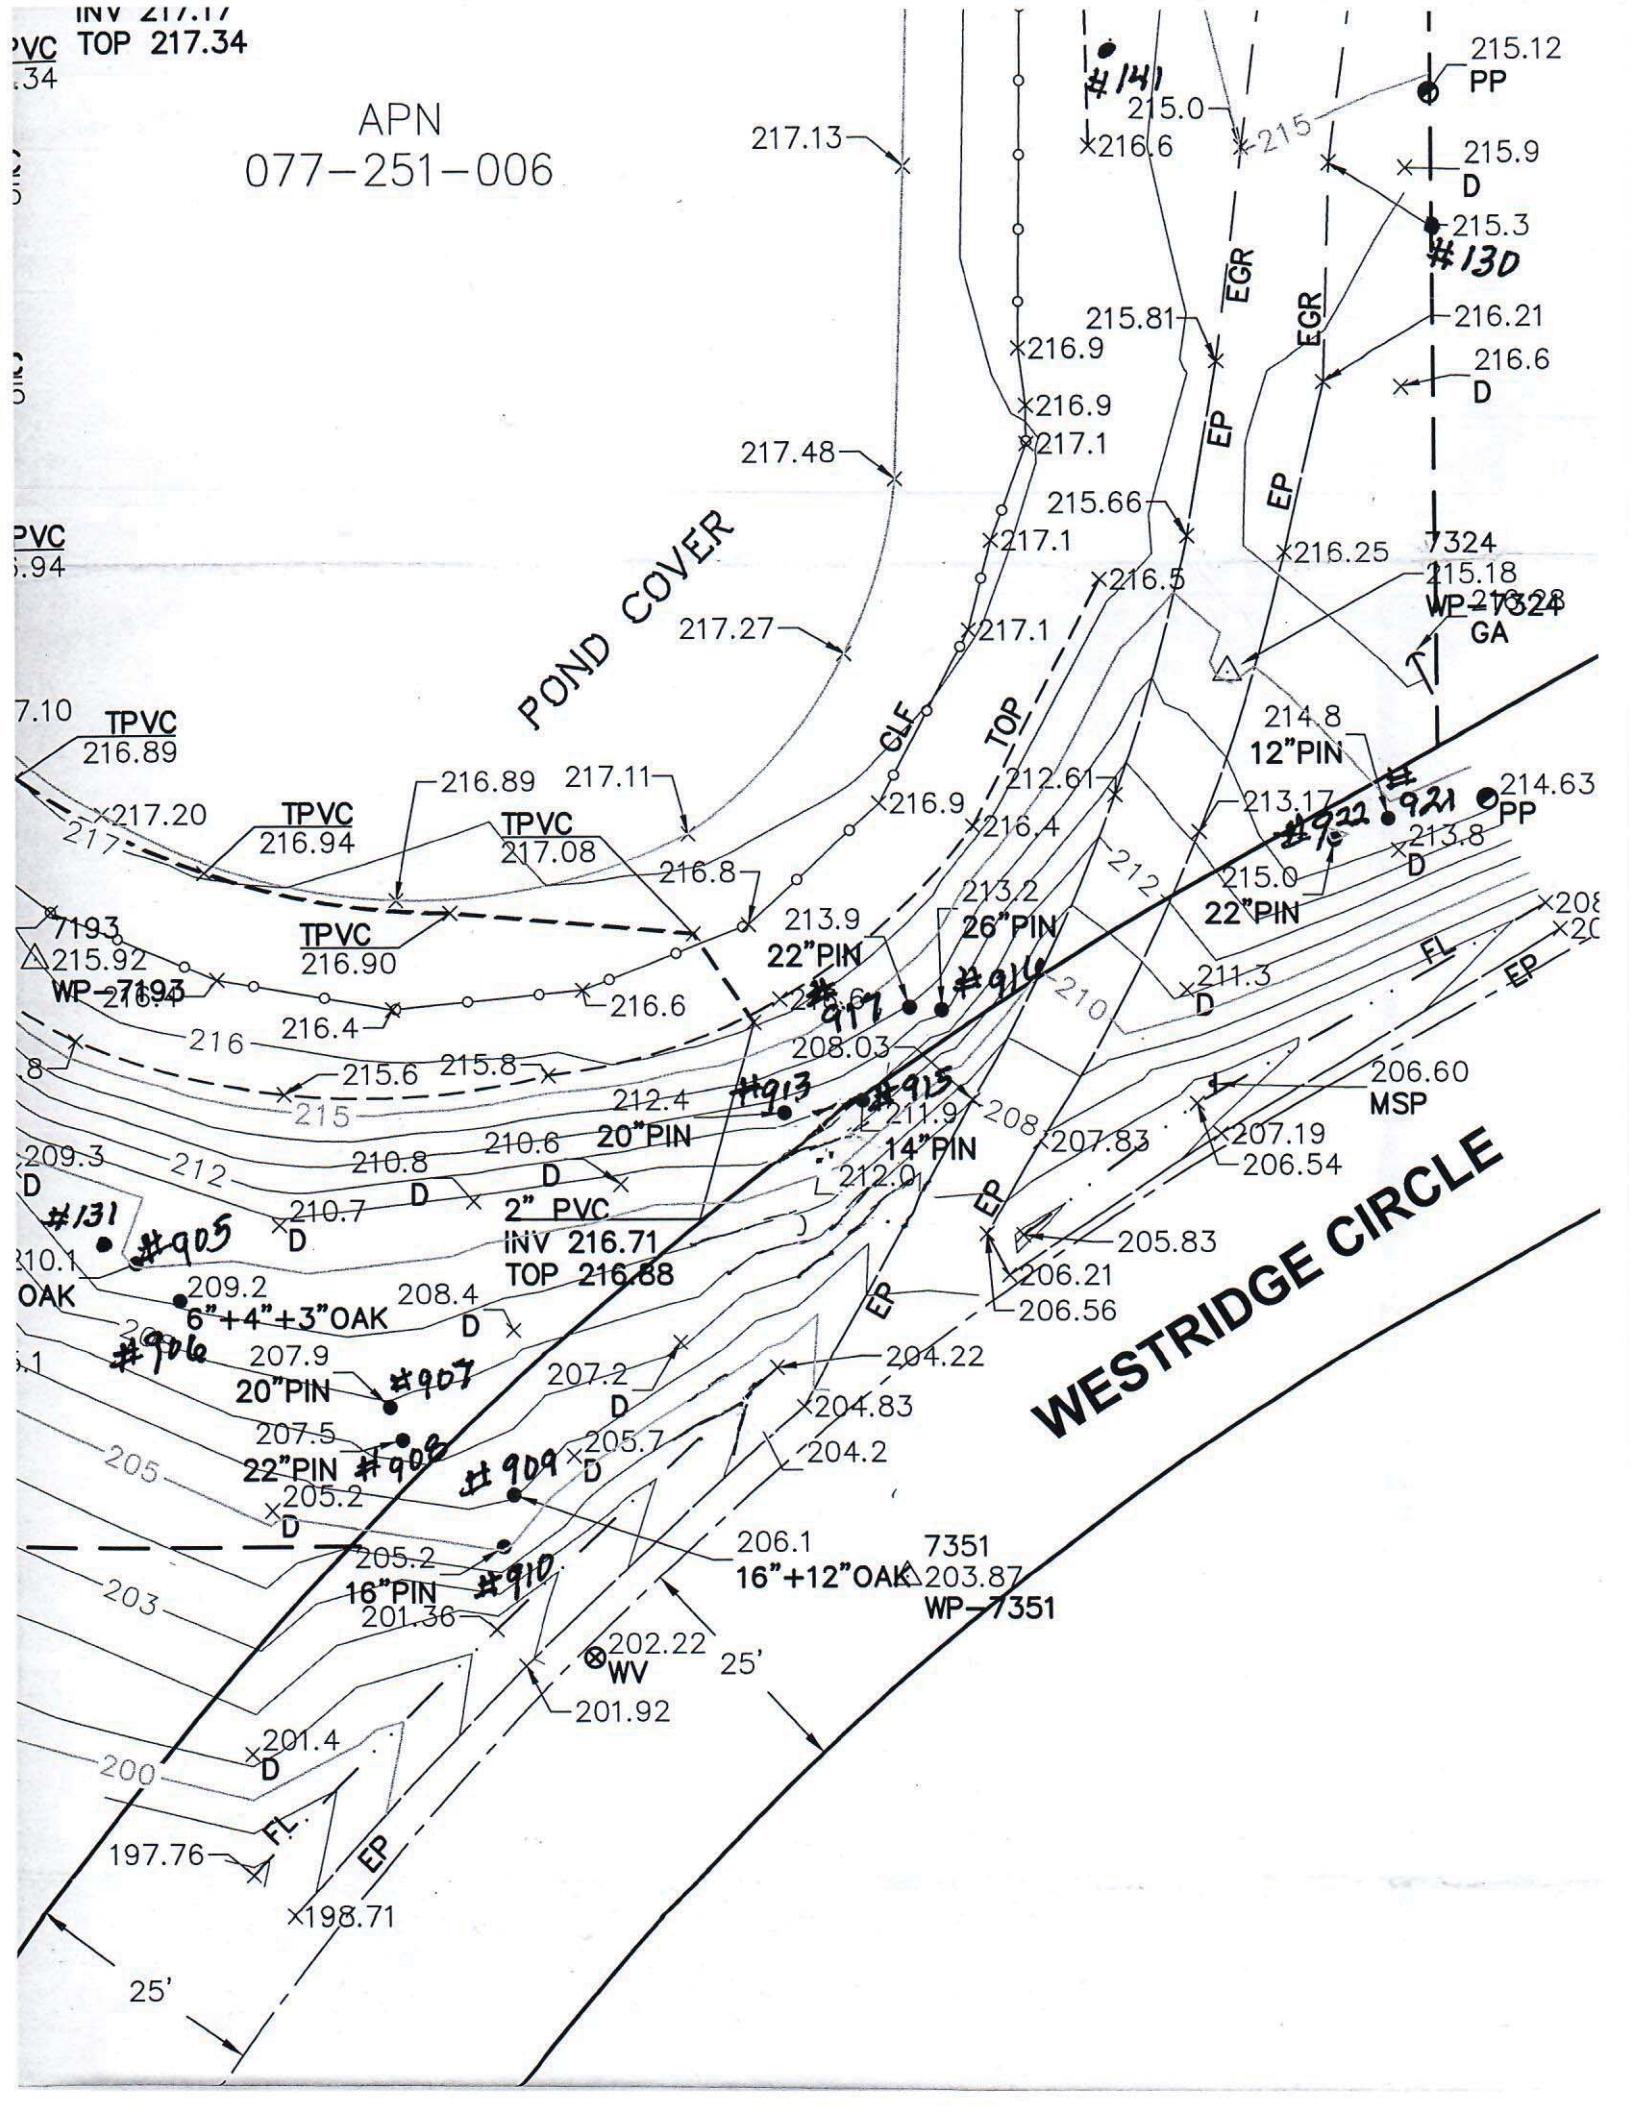 INV 217.17
TOP 217.34
PVC
.34
APN
077-251-006
217.13
#141
215.0
216.6
215
215.12
PP
215.9
D
215.3
#130
EGR
EGR
215.81
216.21
216.6
D
216.9
216.9
217.1
217.48
EP
EP
215.66
217.1
216.25
7324
215.18
WP-7324
GA
PVC
.94
POND COVER
216.5
217.27
217.1
7.10
TPVC
216.89
CLF
TOP
214.8
12"PIN
216.89
217.11
212.61
213.17
#922
#921
214.63
PP
217.20
217
TPVC
216.94
TPVC
217.08
216.9
216.4
213.8
D
212
216.8
213.2
26"PIN
215.0
22"PIN
208
20
7193
215.92
WP-7193
216.4
TPVC
216.90
213.9
22"PIN
#917
#916
FL
EP
211.3
D
210
216.4
216.6
216
208.03
8
215.6
215.8
215
#913
#915
206.60
MSP
212.4
20"PIN
211.9
14"PIN
208
207.83
207.19
206.54
209.3
D
212
210.8
D
210.6
D
212.0
#131
#905
210.7
D
2" PVC
INV 216.71
TOP 216.88
EP
205.83
WESTRIDGE CIRCLE
210.1
OAK
209.2
6"+4"+3"OAK
208.4
D
EP
206.21
206.56
#906
207.9
20"PIN
#907
207.2
D
204.22
5.1
204.83
207.5
22"PIN
#908
#909
205.7
D
204.2
205
205.2
D
206.1
16"+12"OAK
7351
203.87
WP-7351
205.2
16"PIN
#910
203
201.36
202.22
WV
25'
201.92
201.4
D
200
FL
197.76
EP
198.71
25'